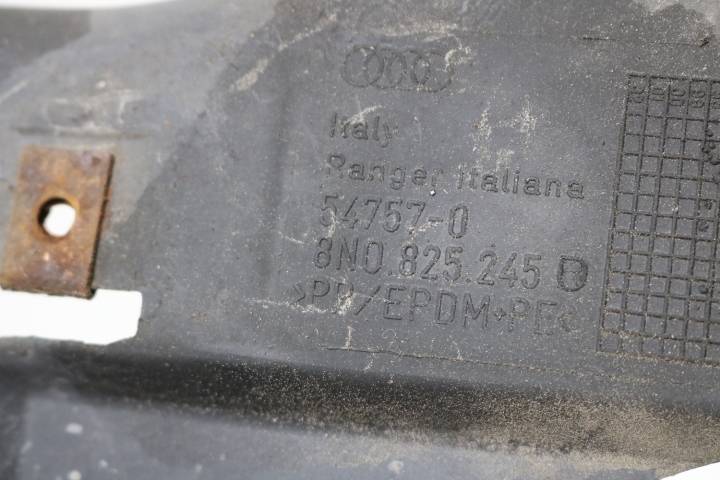 Italy
Ranger Italiana
54757-0
8N0.825.245 B
>PP/EPDM+PE<